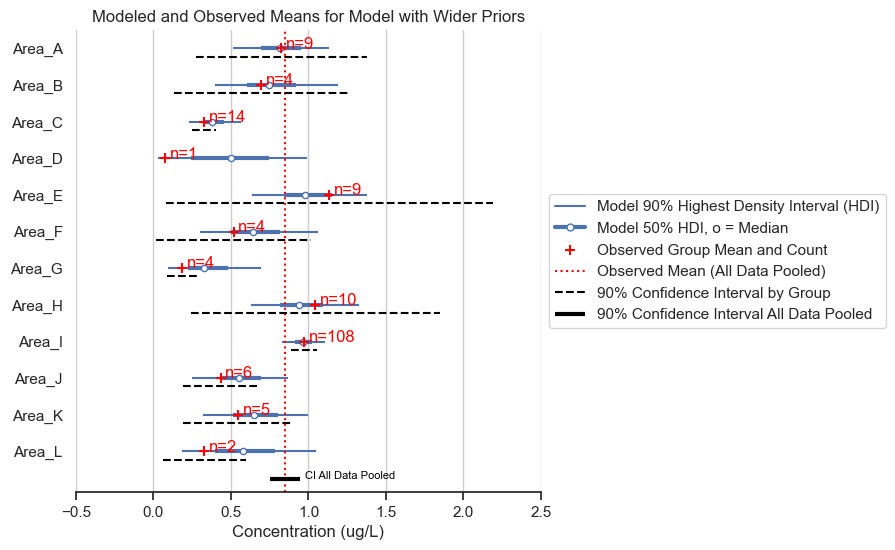 Modeled and Observed Means for Model with Wider Priors
Area_A
n=9
Area_B
n=4
Area_C
n=14
Area_D
n=1
Area_E
n=9
Area_F
n=4
Area_G
n=4
Area_H
n=10
Area_I
n=108
Area_J
n=6
Area_K
n=5
Area_L
n=2
CI All Data Pooled
−0.5 0.0 0.5 1.0 1.5 2.0 2.5
Concentration (ug/L)
Model 90% Highest Density Interval (HDI)
Model 50% HDI, o = Median
Observed Group Mean and Count
Observed Mean (All Data Pooled)
90% Confidence Interval by Group
90% Confidence Interval All Data Pooled